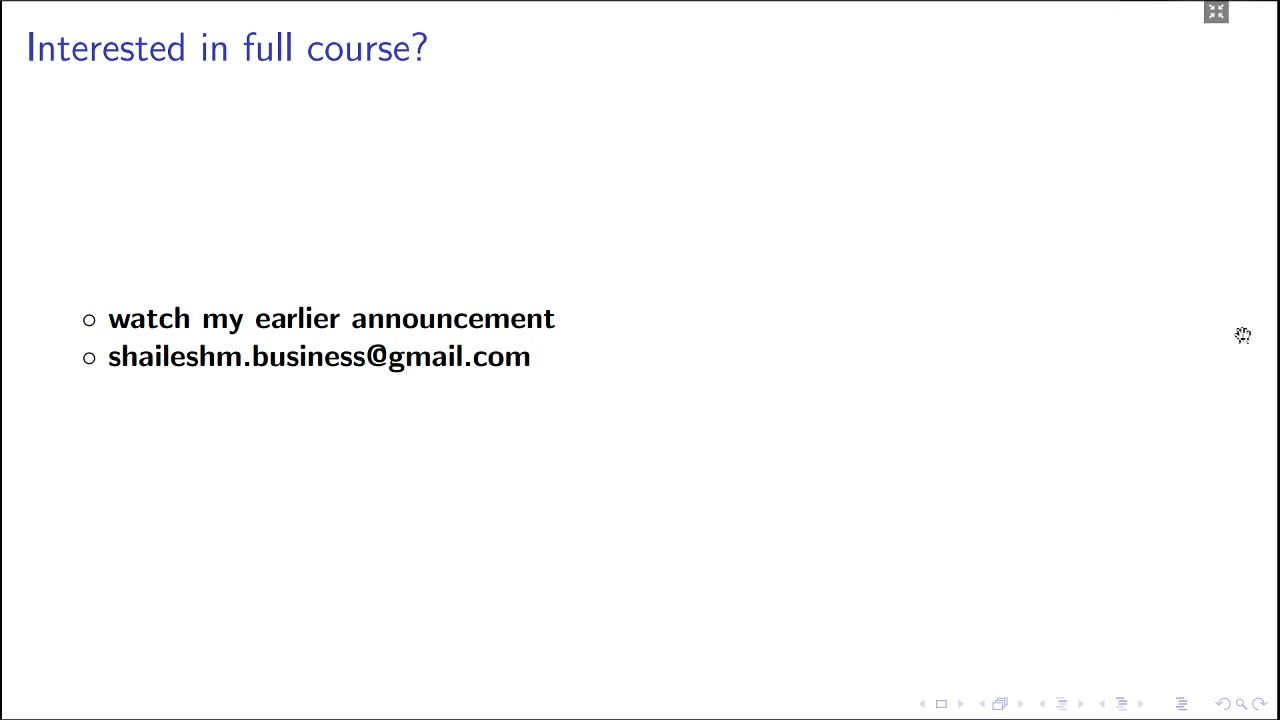 Interested in full course?
watch my earlier announcement
shaileshm.business@gmail.com